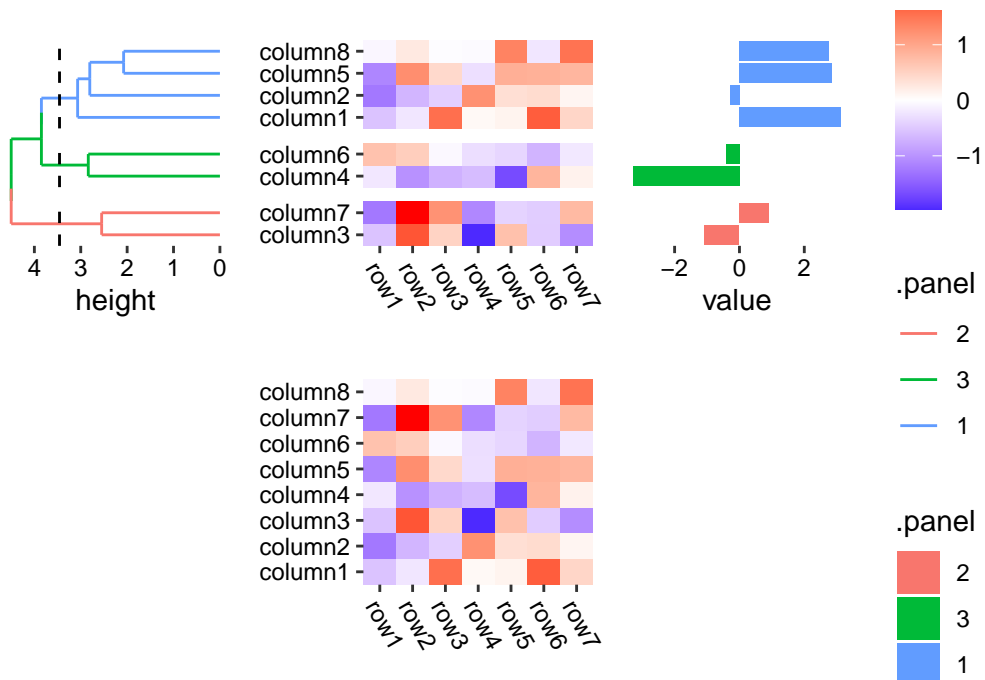 column8
column5
column2
column1
column6
column4
column7
column3
4 3 2 1 0
height
row1 row2 row3 row4 row5 row6 row7
−2 0 2
value
1
0
−1
.panel
2
3
1
column8
column7
column6
column5
column4
column3
column2
column1
row1 row2 row3 row4 row5 row6 row7
.panel
2
3
1